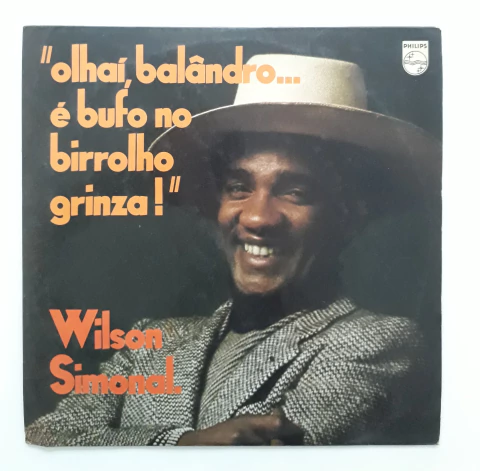 "olhaí, balândro...
é bufo no
birrolho
grinza!"
PHILIPS
Wilson
Simonal.